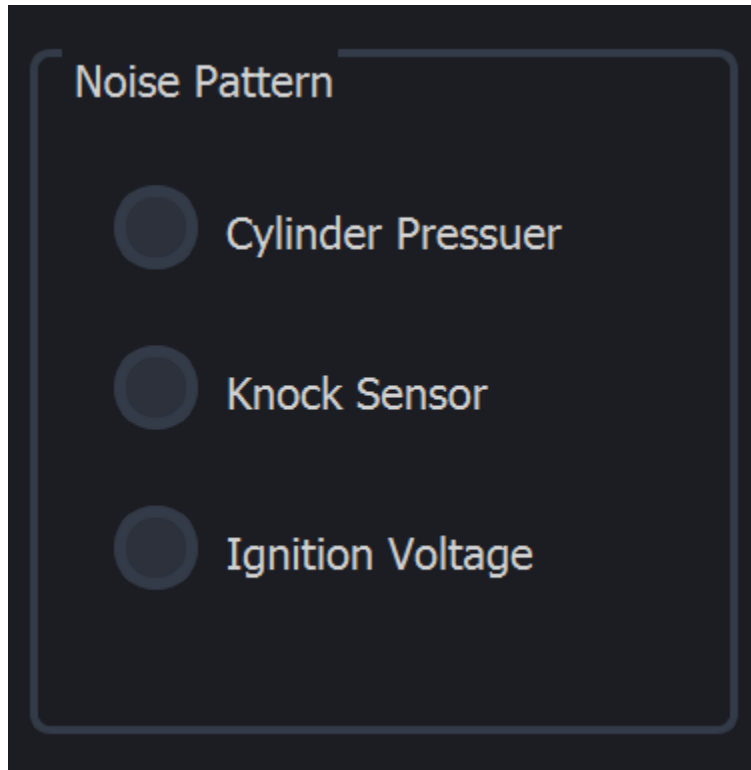 Noise Pattern
Cylinder Pressuer
Knock Sensor
Ignition Voltage